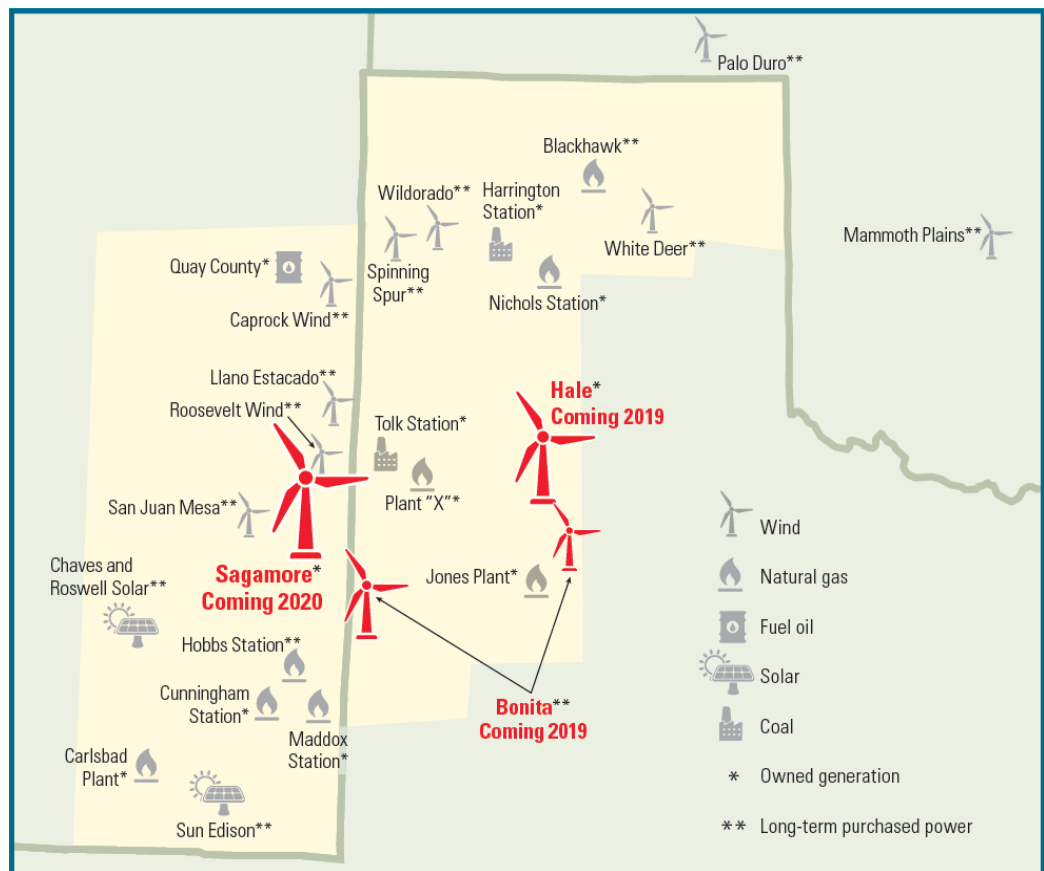 Palo Duro**
Blackhawk**
Wildorado**
Harrington
Station*
White Deer**
Mammoth Plains**
Quay County*
Spinning
Spur**
Nichols Station*
Caprock Wind**
Llano Estacado**
Roosevelt Wind**
Hale*
Coming 2019
Tolk Station*
Plant “X”*
San Juan Mesa**
Sagamore*
Coming 2020
Chaves and
Roswell Solar**
Jones Plant*
Hobbs Station**
Cunningham
Station*
Maddox
Station*
Bonita**
Coming 2019
Carlsbad
Plant*
Sun Edison**
Wind
Natural gas
Fuel oil
Solar
Coal
* Owned generation
** Long-term purchased power